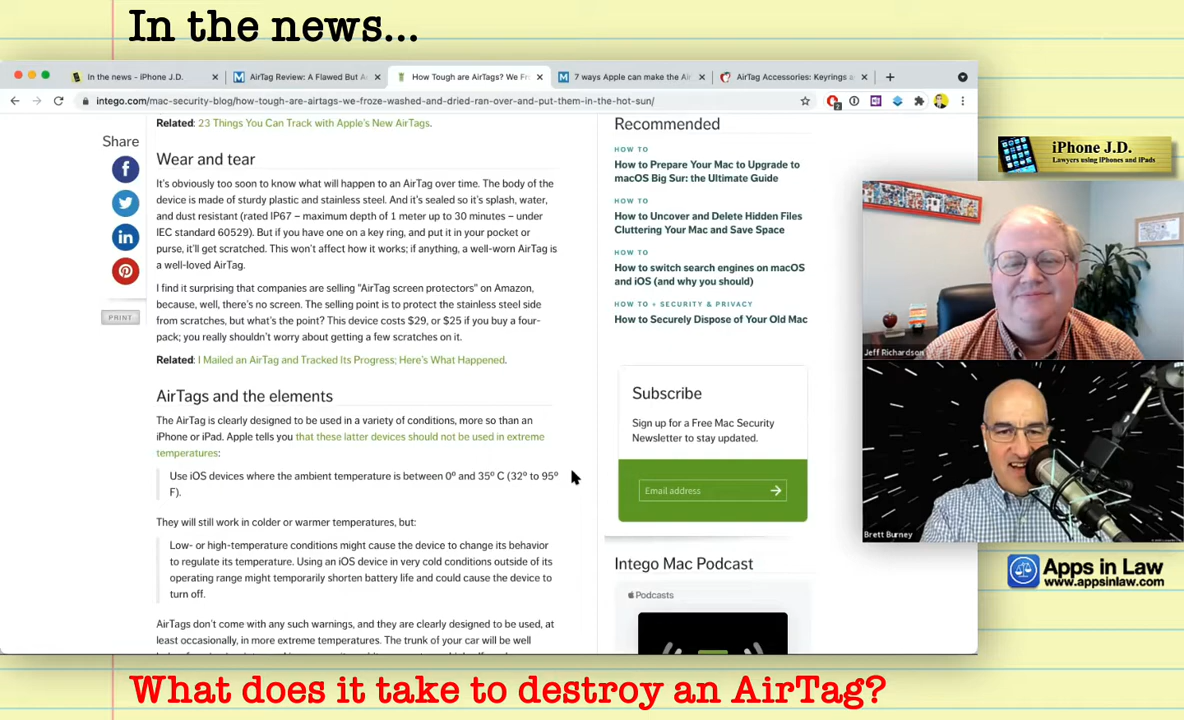 In the news...
In the news - iPhone J.D.
AirTag Review: A Flawed But A
How Tough are AirTags? We Fr
7 ways Apple can make the Air
AirTag Accessories: Keyrings a
intego.com/mac-security-blog/how-tough-are-airtags-we-froze-washed-and-dried-ran-over-and-put-them-in-the-hot-sun/
Share
PRINT
Related: 23 Things You Can Track with Apple's New AirTags.
Wear and tear
It's obviously too soon to know what will happen to an AirTag over time. The body of the
device is made of sturdy plastic and stainless steel. And it's sealed so it's splash, water,
and dust resistant (rated IP67 – maximum depth of 1 meter up to 30 minutes – under
IEC standard 60529). But if you have one on a key ring, and put it in your pocket or
purse, it'll get scratched. This won't affect how it works; if anything, a well-worn AirTag is
a well-loved AirTag.
I find it surprising that companies are selling "AirTag screen protectors" on Amazon,
because, well, there's no screen. The selling point is to protect the stainless steel side
from scratches, but what's the point? This device costs $29, or $25 if you buy a four-
pack; you really shouldn't worry about getting a few scratches on it.
Related: I Mailed an AirTag and Tracked Its Progress; Here's What Happened.
AirTags and the elements
The AirTag is clearly designed to be used in a variety of conditions, more so than an
iPhone or iPad. Apple tells you that these latter devices should not be used in extreme
temperatures:
Use iOS devices where the ambient temperature is between 0º and 35º C (32º to 95º
F).
They will still work in colder or warmer temperatures, but:
Low- or high-temperature conditions might cause the device to change its behavior
to regulate its temperature. Using an iOS device in very cold conditions outside of its
operating range might temporarily shorten battery life and could cause the device to
turn off.
AirTags don't come with any such warnings, and they are clearly designed to be used, at
least occasionally, in more extreme temperatures. The trunk of your car will be well
Recommended
HOW TO
How to Prepare Your Mac to Upgrade to
macOS Big Sur: the Ultimate Guide
HOW TO
How to Uncover and Delete Hidden Files
Cluttering Your Mac and Save Space
HOW TO
How to switch search engines on macOS
and iOS (and why you should)
HOW TO + SECURITY & PRIVACY
How to Securely Dispose of Your Old Mac
Subscribe
Sign up for a Free Mac Security
Newsletter to stay updated.
Email address
Intego Mac Podcast
Podcasts
iPhone J.D.
Lawyers using iPhones and iPads
Jeff Richardson
Brett Burney
Apps in Law
www.appsinlaw.com
What does it take to destroy an AirTag?